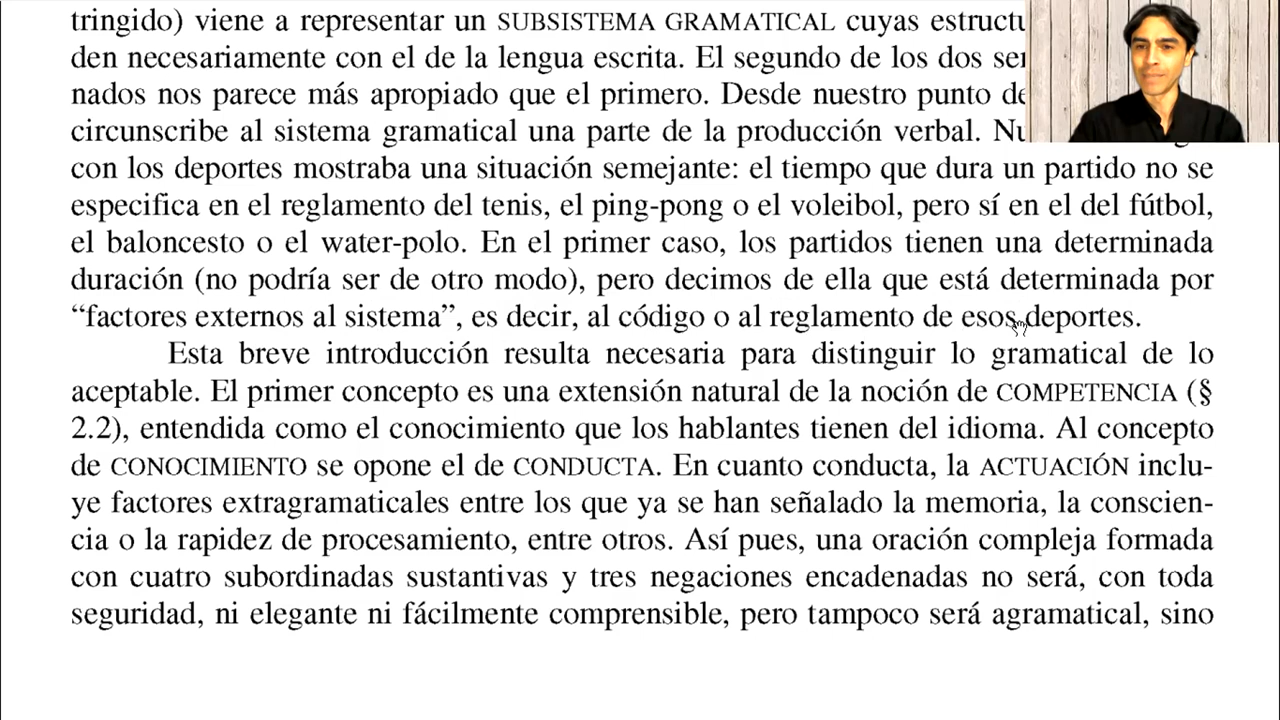 tringido) viene a representar un SUBSISTEMA GRAMATICAL cuyas
den necesariamente con el de la lengua escrita. El segundo de los dos
nados nos parece más apropiado que el primero. Desde nuestro punto
circunscribe al sistema gramatical una parte de la producción verbal.
con los deportes mostraba una situación semejante: el tiempo que dura un partido no se
especifica en el reglamento del tenis, el ping-pong o el voleibol, pero sí en el del fútbol,
el baloncesto o el water-polo. En el primer caso, los partidos tienen una determinada
duración (no podría ser de otro modo), pero decimos de ella que está determinada por
“factores externos al sistema”, es decir, al código o al reglamento de esos deportes.
Esta breve introducción resulta necesaria para distinguir lo gramatical de lo
aceptable. El primer concepto es una extensión natural de la noción de COMPETENCIA (§
2.2), entendida como el conocimiento que los hablantes tienen del idioma. Al concepto
de CONOCIMIENTO se opone el de CONDUCTA. En cuanto conducta, la ACTUACIÓN inclu-
ye factores extragramaticales entre los que ya se han señalado la memoria, la conscien-
cia o la rapidez de procesamiento, entre otros. Así pues, una oración compleja formada
con cuatro subordinadas sustantivas y tres negaciones encadenadas no será, con toda
seguridad, ni elegante ni fácilmente comprensible, pero tampoco será agramatical, sino